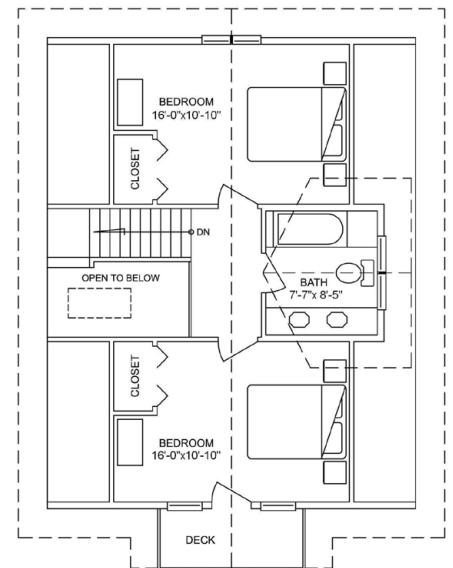 BEDROOM
16'-0"x10'-10"
CLOSET
DN
OPEN TO BELOW
BATH
7'-7"x 8'-5"
CLOSET
BEDROOM
16'-0"x10'-10"
DECK